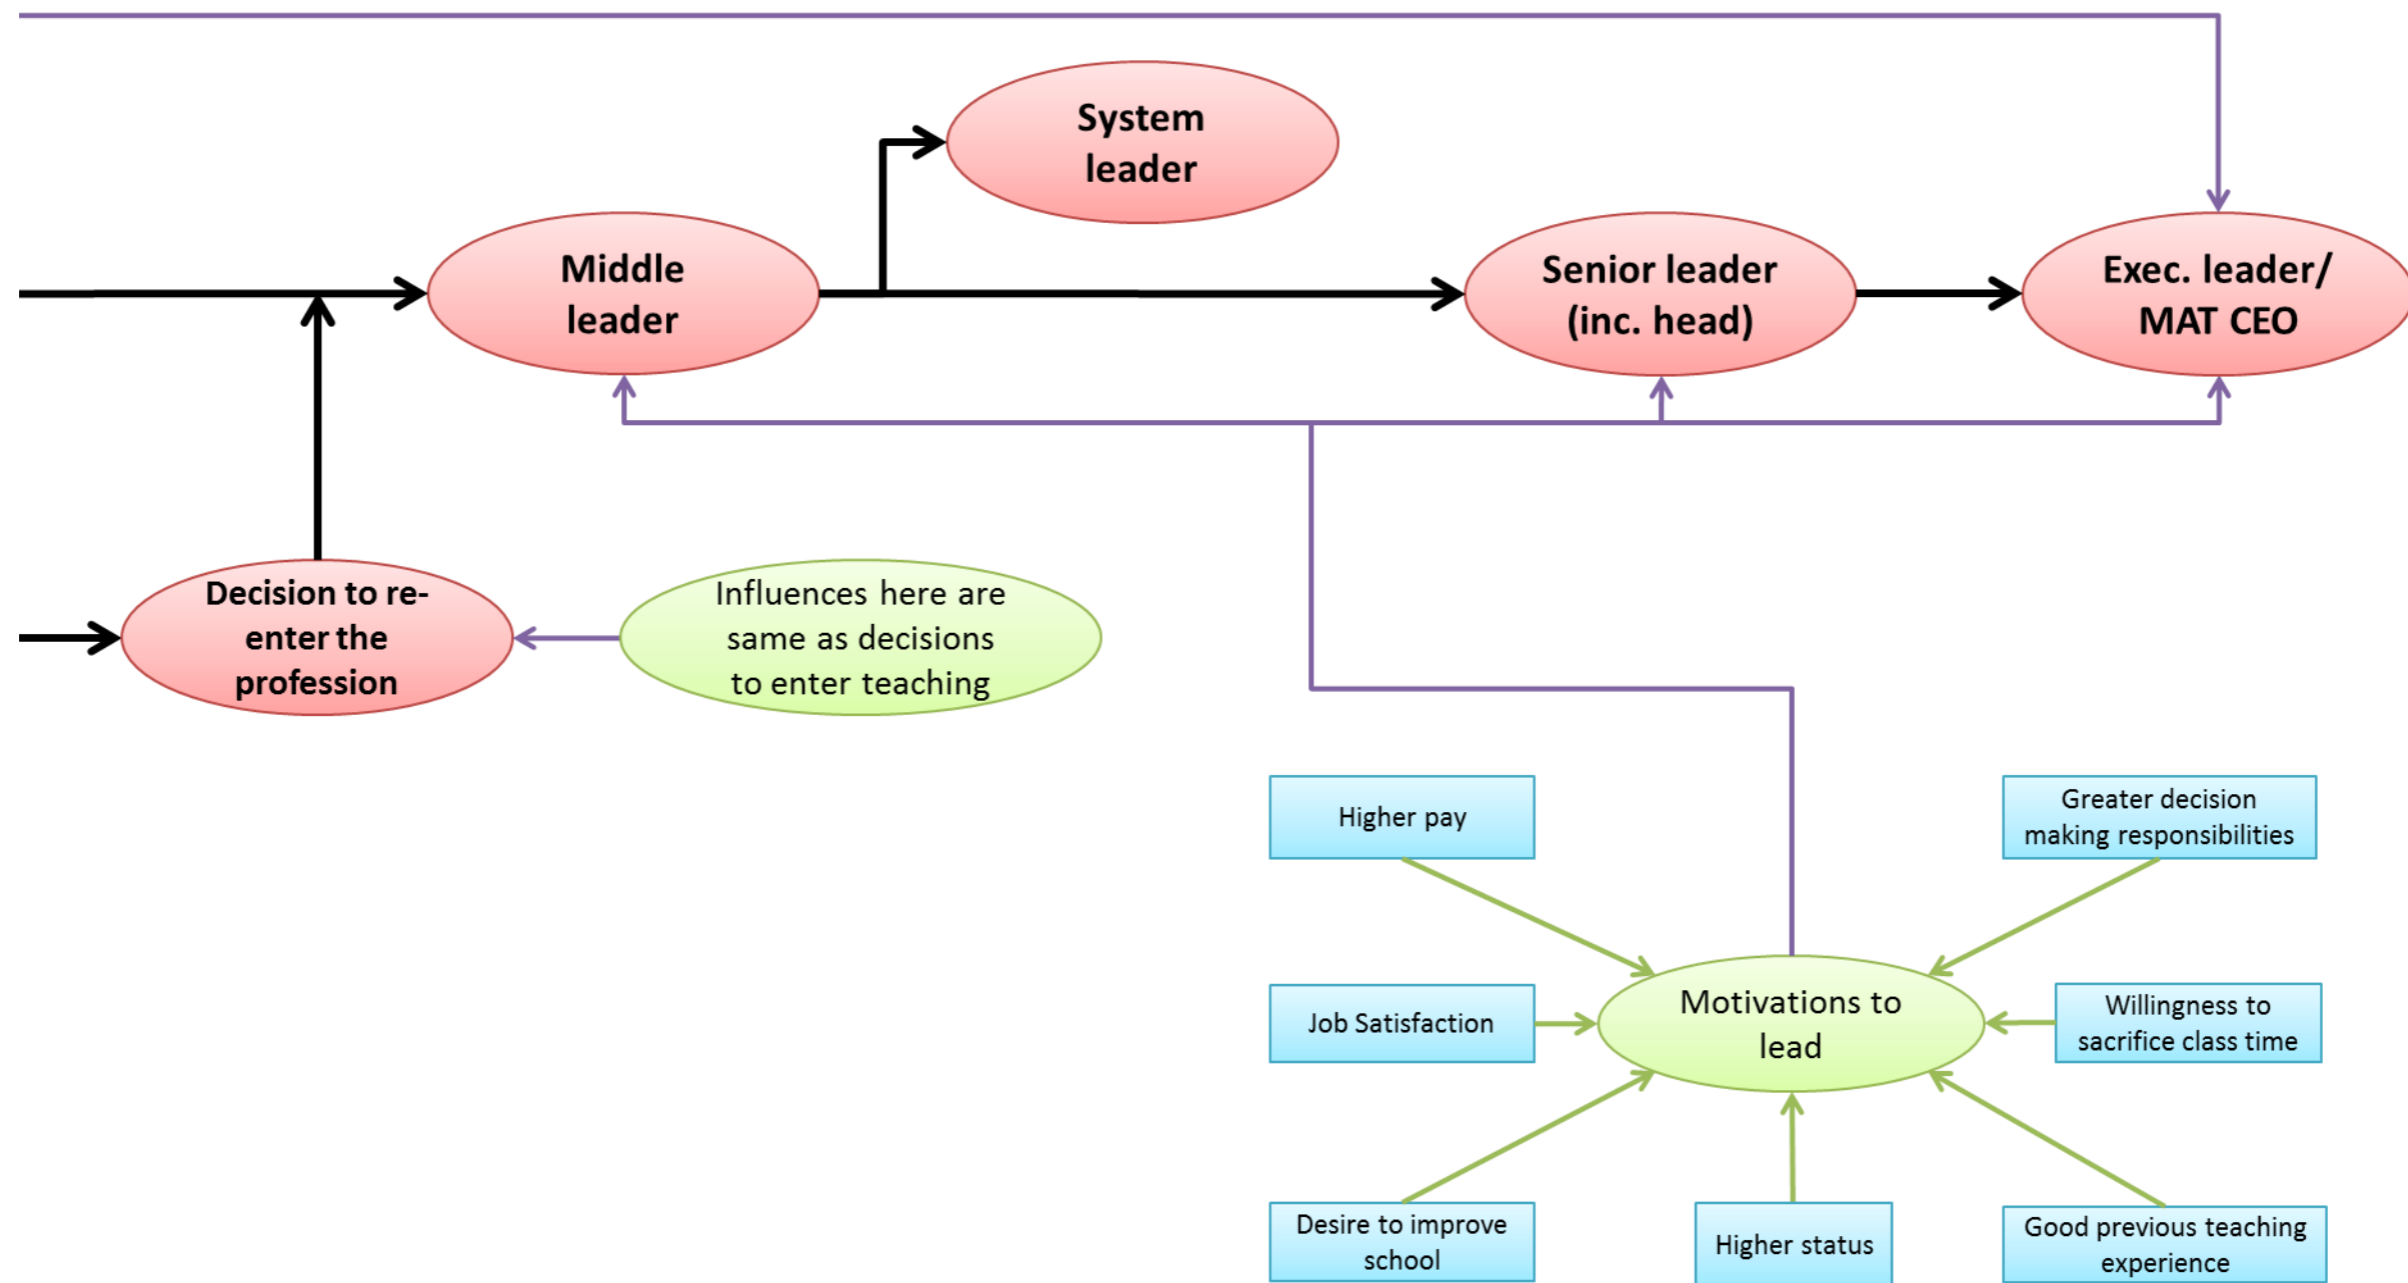 System
leader
Middle
leader
Senior leader
(inc. head)
Exec. leader/
MAT CEO
Decision to re-
enter the
profession
Influences here are
same as decisions
to enter teaching
Higher pay
Greater decision
making responsibilities
Job Satisfaction
Motivations to
lead
Willingness to
sacrifice class time
Desire to improve
school
Higher status
Good previous teaching
experience